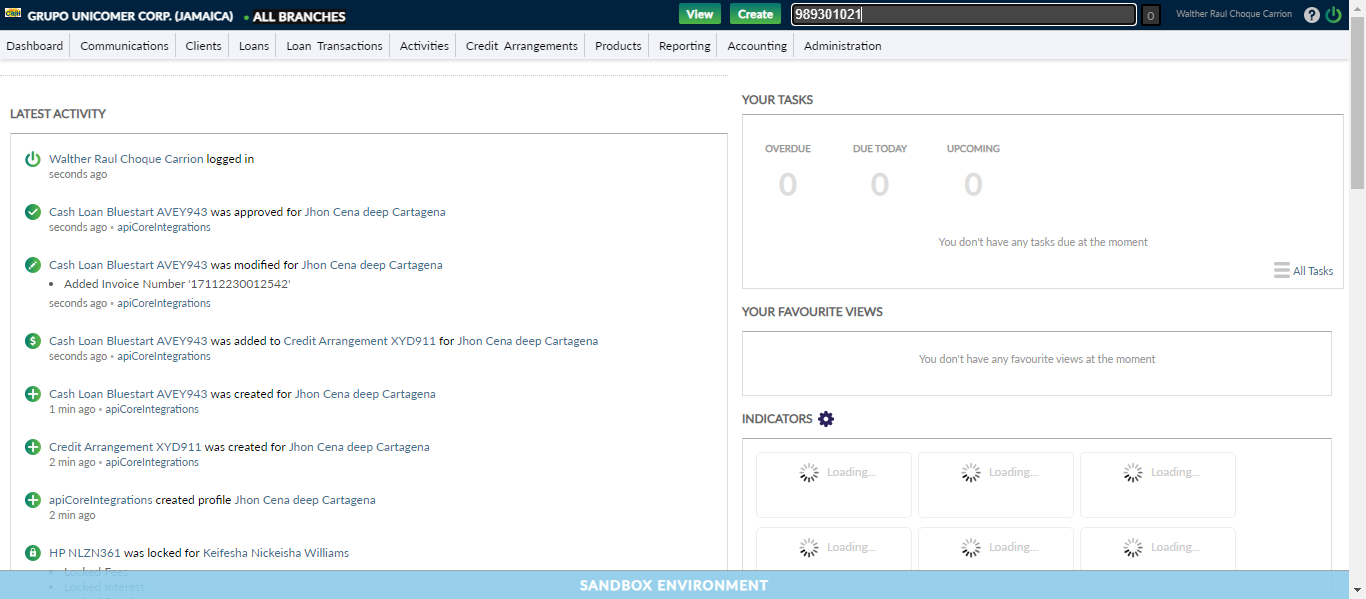 GRUPO UNICOMER CORP. (JAMAICA) • ALL BRANCHES View Create 989301021 0 Walther Raul Choque Carrion ?
Dashboard Communications Clients Loans Loan Transactions Activities Credit Arrangements Products Reporting Accounting Administration
LATEST ACTIVITY
Walther Raul Choque Carrion logged in
seconds ago
Cash Loan Bluestart AVEY943 was approved for Jhon Cena deep Cartagena
seconds ago • apiCoreIntegrations
Cash Loan Bluestart AVEY943 was modified for Jhon Cena deep Cartagena
• Added Invoice Number '17112230012542'
seconds ago • apiCoreIntegrations
Cash Loan Bluestart AVEY943 was added to Credit Arrangement XYD911 for Jhon Cena deep Cartagena
seconds ago • apiCoreIntegrations
Cash Loan Bluestart AVEY943 was created for Jhon Cena deep Cartagena
1 min ago • apiCoreIntegrations
Credit Arrangement XYD911 was created for Jhon Cena deep Cartagena
2 min ago • apiCoreIntegrations
apiCoreIntegrations created profile Jhon Cena deep Cartagena
2 min ago
HP NLZN361 was locked for Keifesha Nickeisha Williams
• Locked Fees
• Locked interest
YOUR TASKS
OVERDUE DUE TODAY UPCOMING
0 0 0
You don't have any tasks due at the moment
All Tasks
YOUR FAVOURITE VIEWS
You don't have any favourite views at the moment
INDICATORS
Loading... Loading... Loading...
Loading... Loading... Loading...
SANDBOX ENVIRONMENT